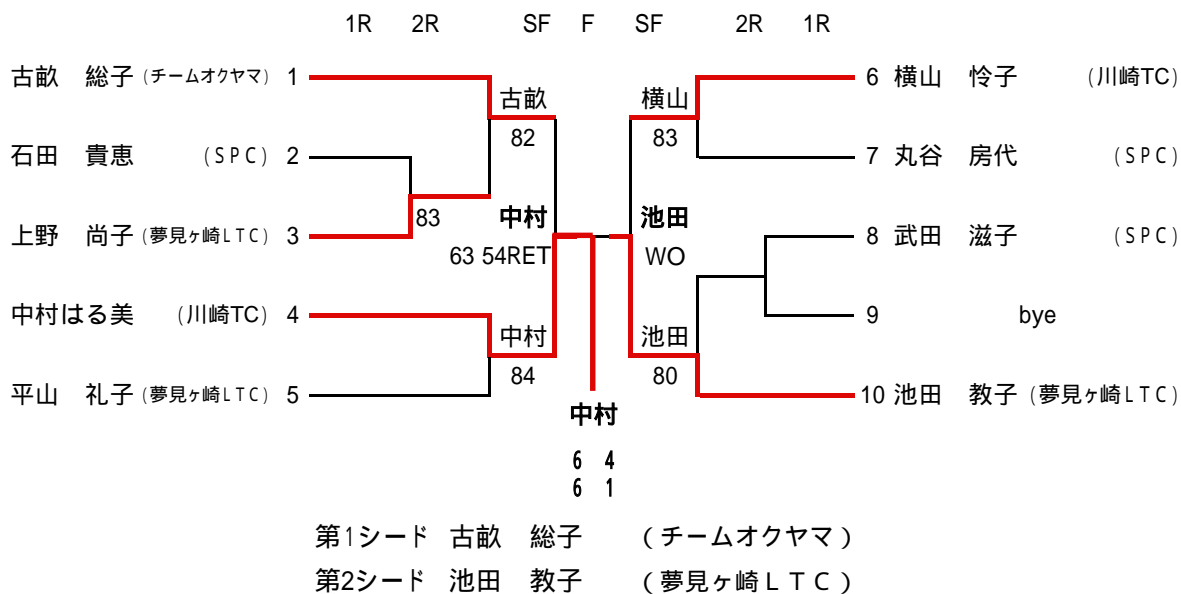 1R 2R SF F SF 2R 1R
古畝 総子 (チームオクヤマ) 1 6 横山 怜子 (川崎TC)
古畝 横山
82 83
石田 貴恵 (SPC) 2 7 丸谷 房代 (SPC)
83 中村 池田
上野 尚子 (夢見ヶ崎LTC) 3 8 武田 滋子 (SPC)
63 54RET WO
中村はる美 (川崎TC) 4 9 bye
中村 池田
84 80
平山 礼子 (夢見ヶ崎LTC) 5 10 池田 教子 (夢見ヶ崎LTC)
中村
6 4
6 1
第1シード 古畝 総子 (チームオクヤマ)
第2シード 池田 教子 (夢見ヶ崎LTC)